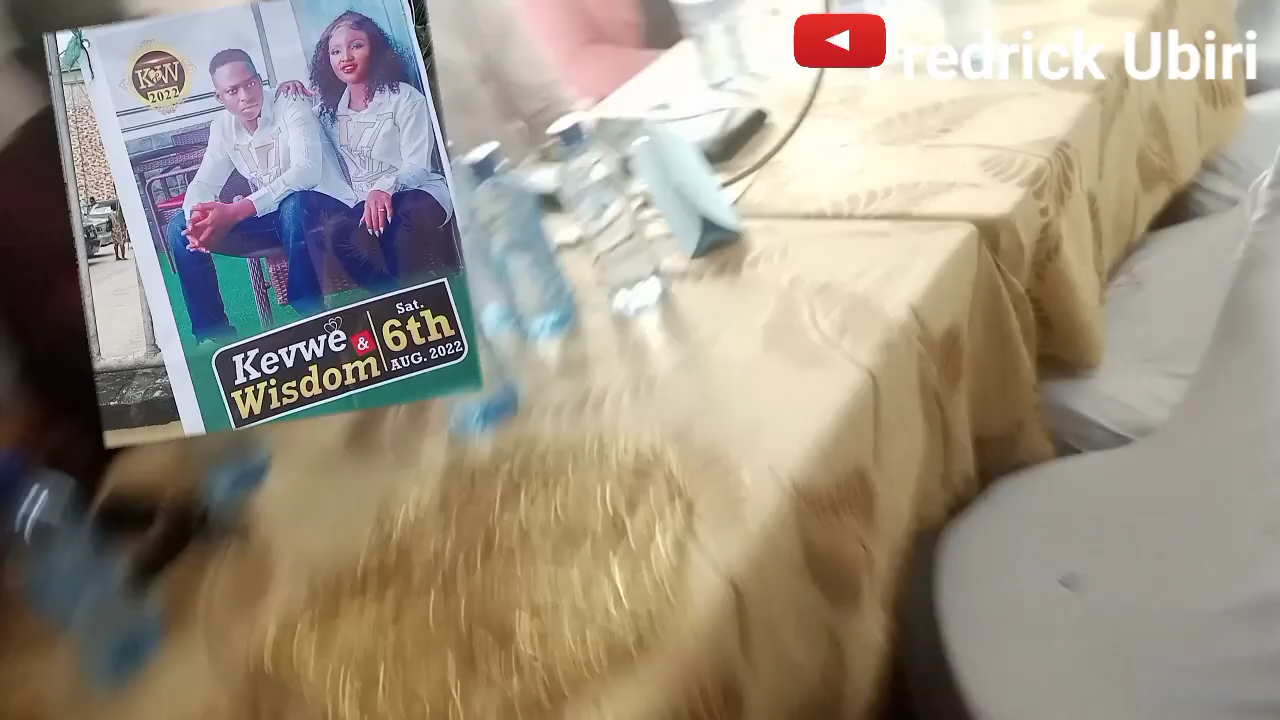 Fredrick Ubiri
K&W
2022
Kevwe &
Wisdom
Sat.
6th
AUG. 2022